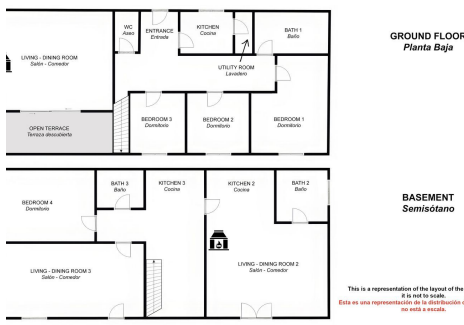 WC
Aseo
ENTRANCE
Entrada
KITCHEN
Cocina
BATH 1
Baño
LIVING - DINING ROOM
Salón - Comedor
UTILITY ROOM
Lavadero
OPEN TERRACE
Terraza descubierta
BEDROOM 3
Dormitorio
BEDROOM 2
Dormitorio
BEDROOM 1
Dormitorio
GROUND FLOOR
Planta Baja
BEDROOM 4
Dormitorio
BATH 3
Baño
KITCHEN 3
Cocina
KITCHEN 2
Cocina
BATH 2
Baño
LIVING - DINING ROOM 3
Salón - Comedor
LIVING - DINING ROOM 2
Salón - Comedor
BASEMENT
Semisótano
This is a representation of the layout of the
it is not to scale.
Esta es una representación de la distribución
no está a escala.